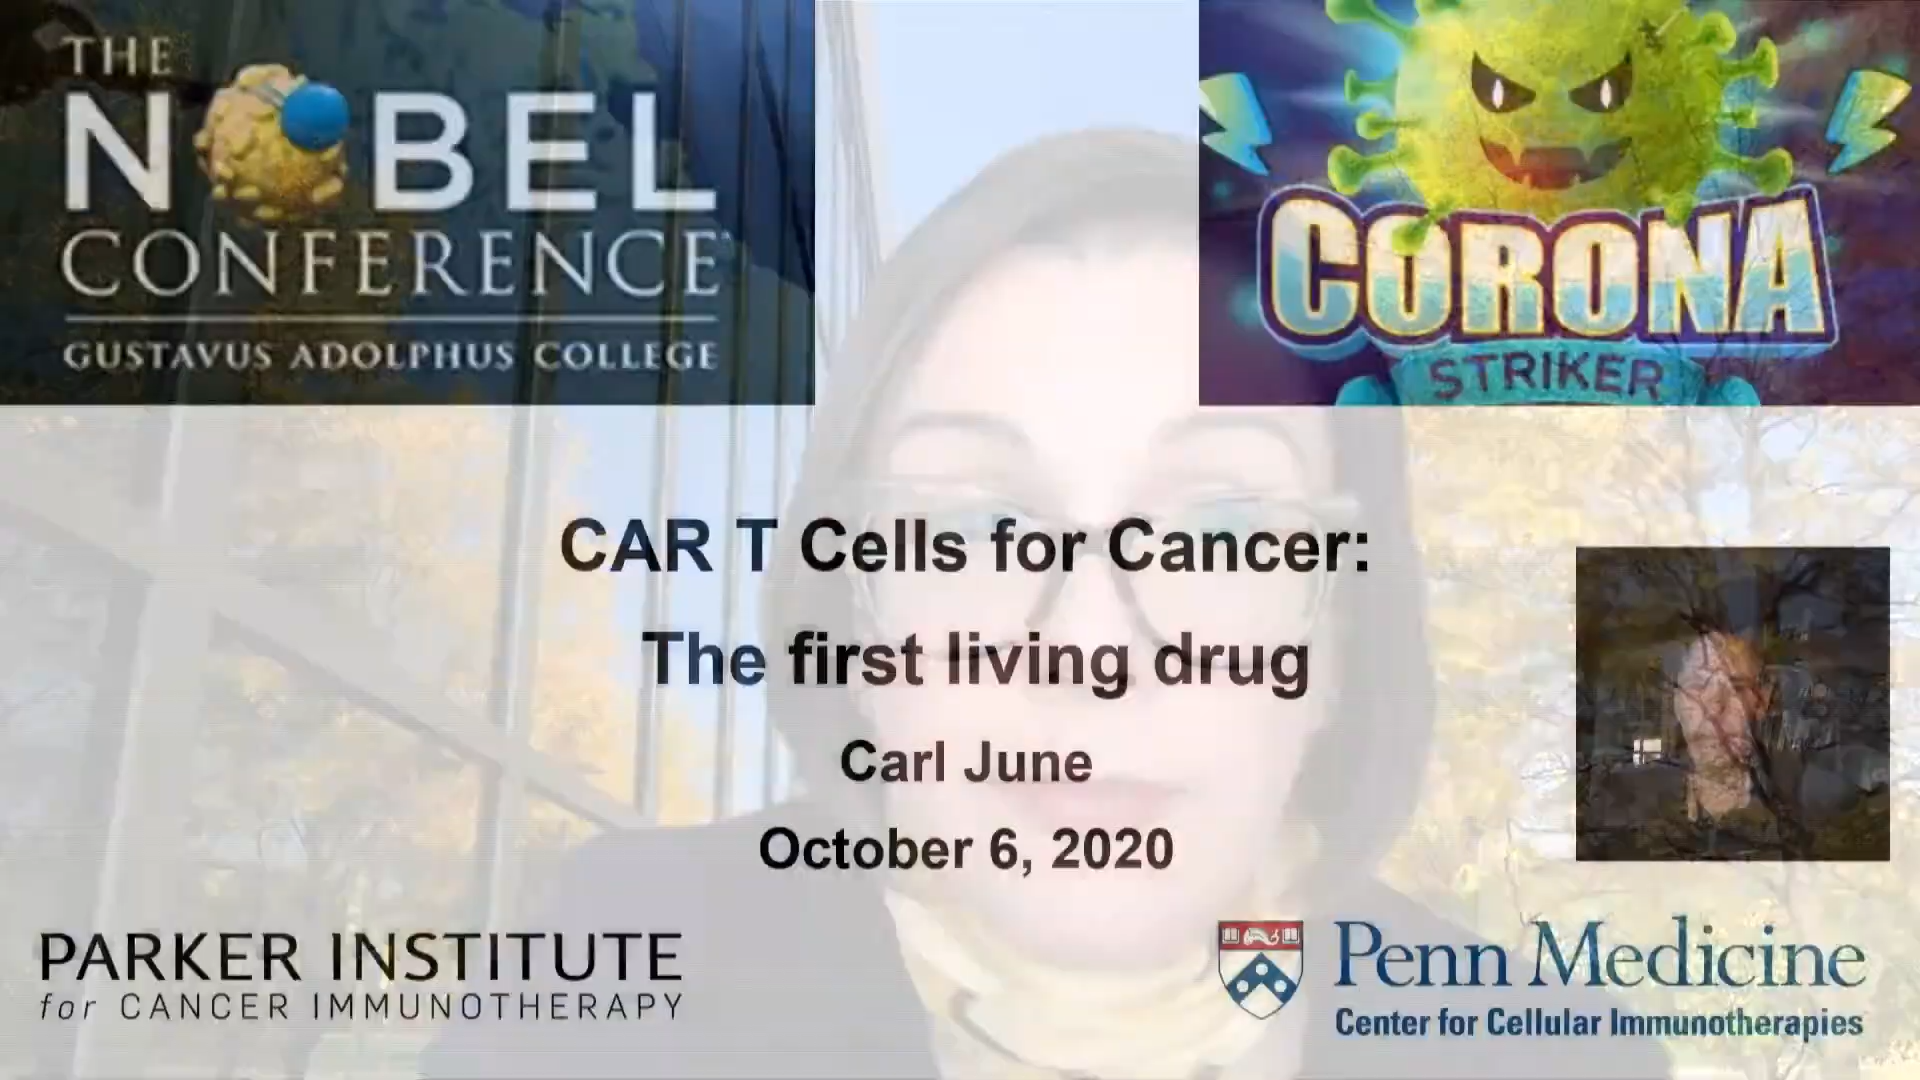 THE
NOBEL
CONFERENCE
GUSTAVUS ADOLPHUS COLLEGE
CORONA
STRIKER
CAR T Cells for Cancer:
The first living drug
Carl June
October 6, 2020
PARKER INSTITUTE
for CANCER IMMUNOTHERAPY
Penn Medicine
Center for Cellular Immunotherapies